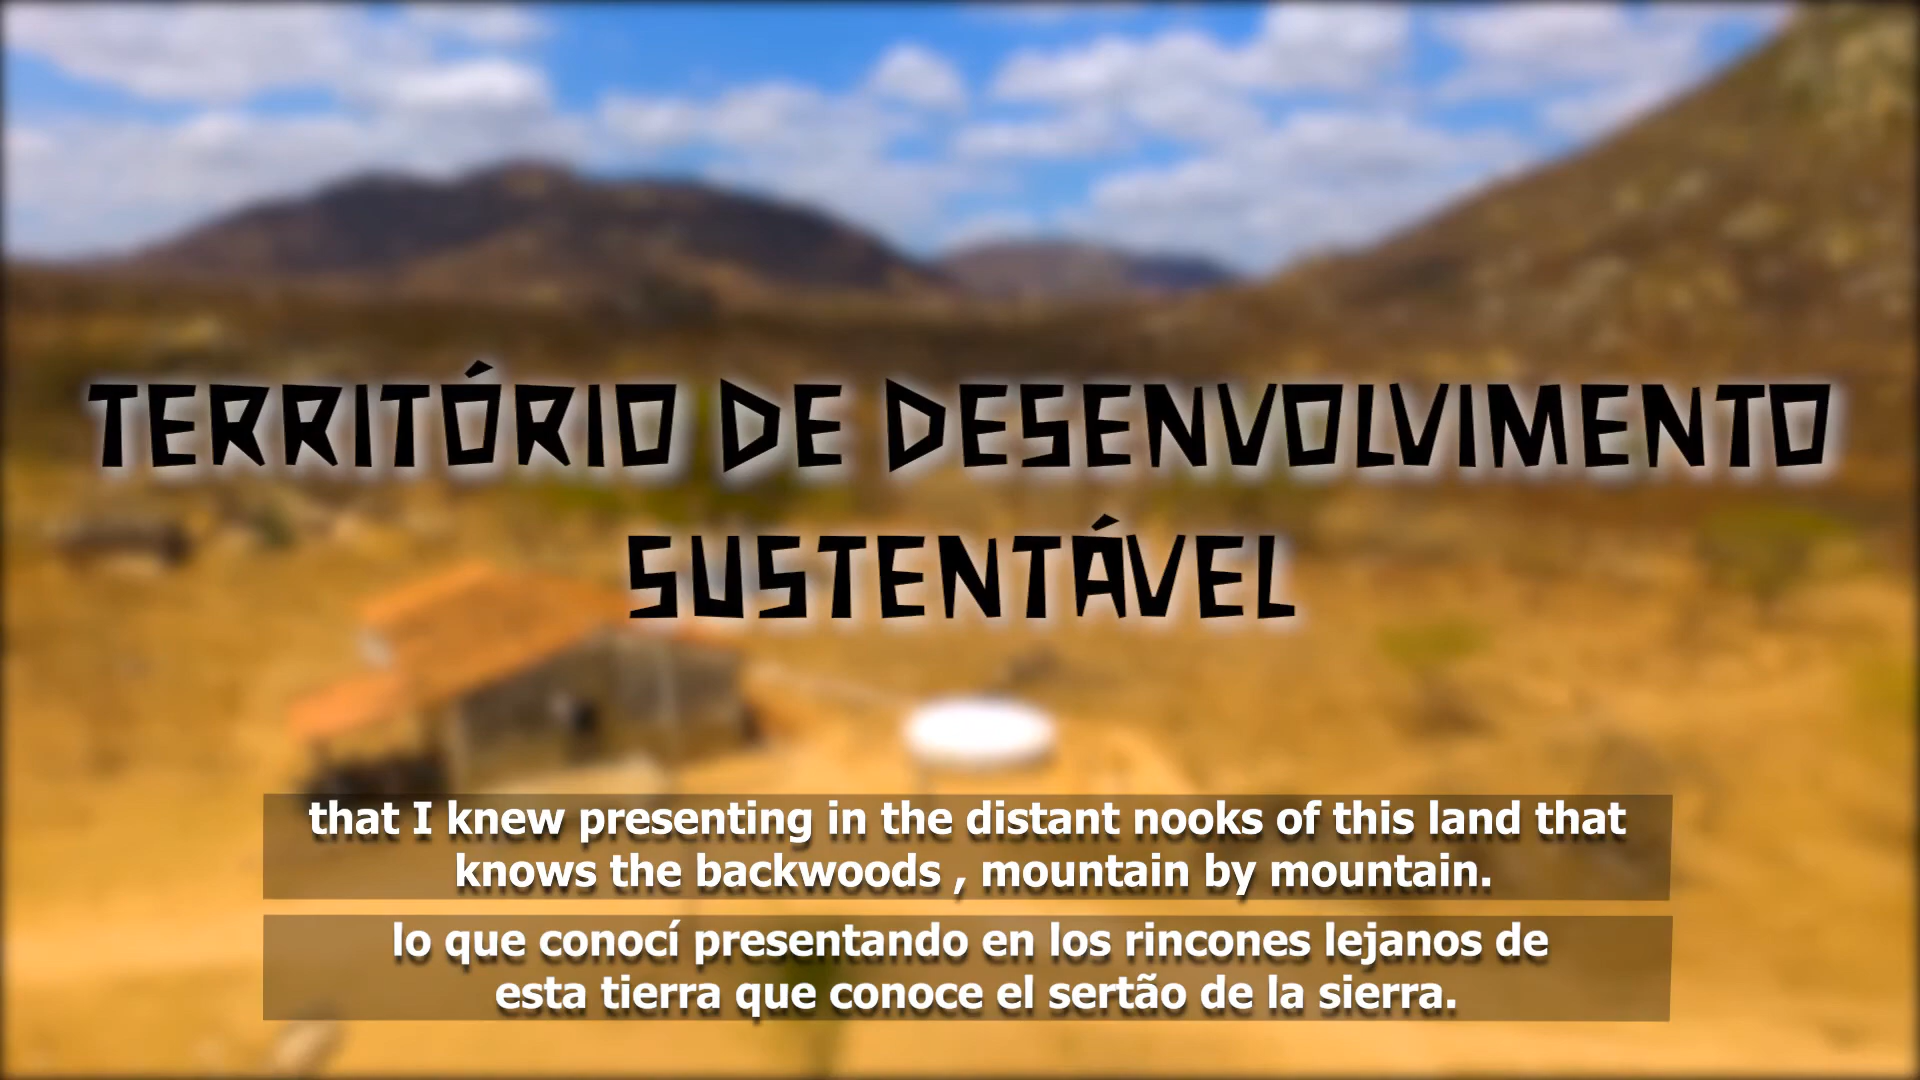 TERRITÓRIO DE DESENVOLVIMENTO
SUSTENTÁVEL
that I knew presenting in the distant nooks of this land that
knows the backwoods , mountain by mountain.
lo que conocí presentando en los rincones lejanos de
esta tierra que conoce el sertão de la sierra.